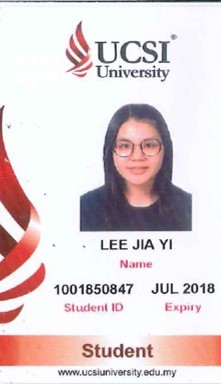 UCSI
University
LEE JIA YI
Name
1001850847 JUL 2018
Student ID Expiry
Student
www.ucsiuniversity.edu.my